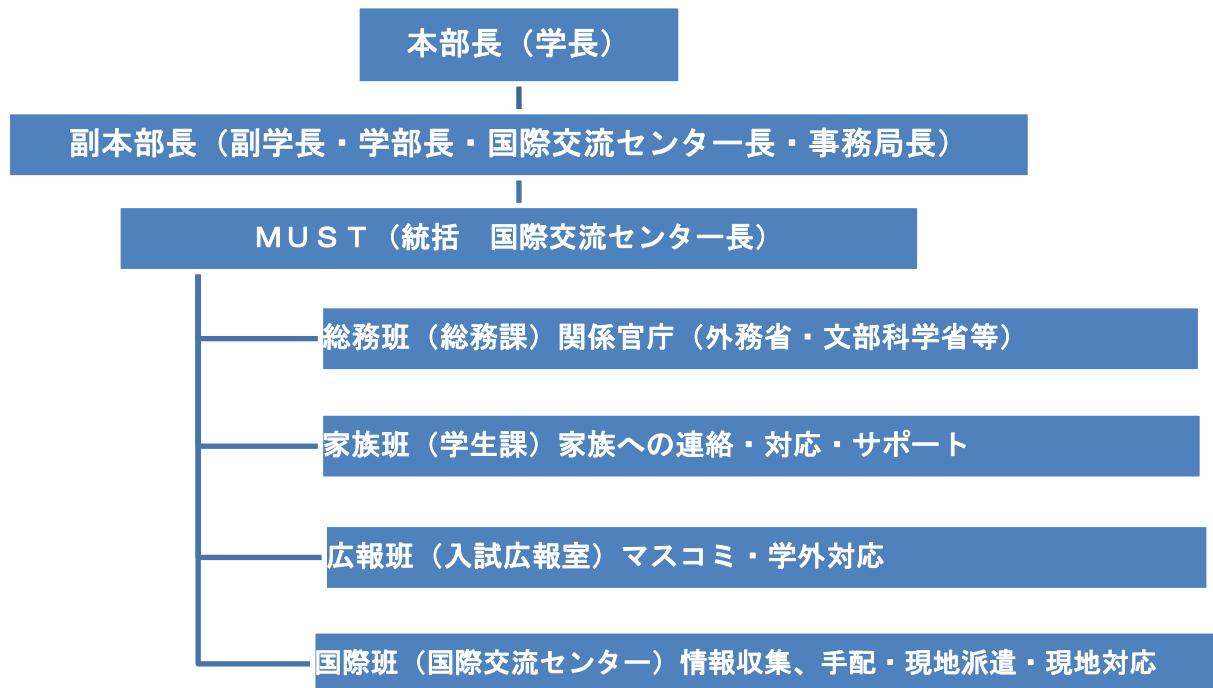 本部長（学長）
副本部長（副学長・学部長・国際交流センター長・事務局長）
ＭＵＳＴ（統括　国際交流センター長）
総務班（総務課）関係官庁（外務省・文部科学省等）
家族班（学生課）家族への連絡・対応・サポート
広報班（入試広報室）マスコミ・学外対応
国際班（国際交流センター）情報収集、手配・現地派遣・現地対応